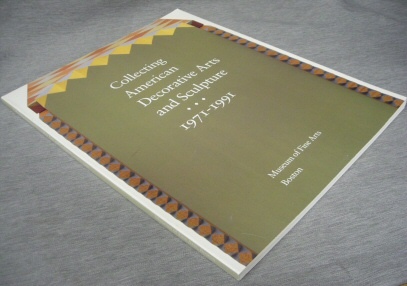 Collecting
American
Decorative Arts
and Sculpture
• • •
1971-1991
Museum of Fine Arts
Boston